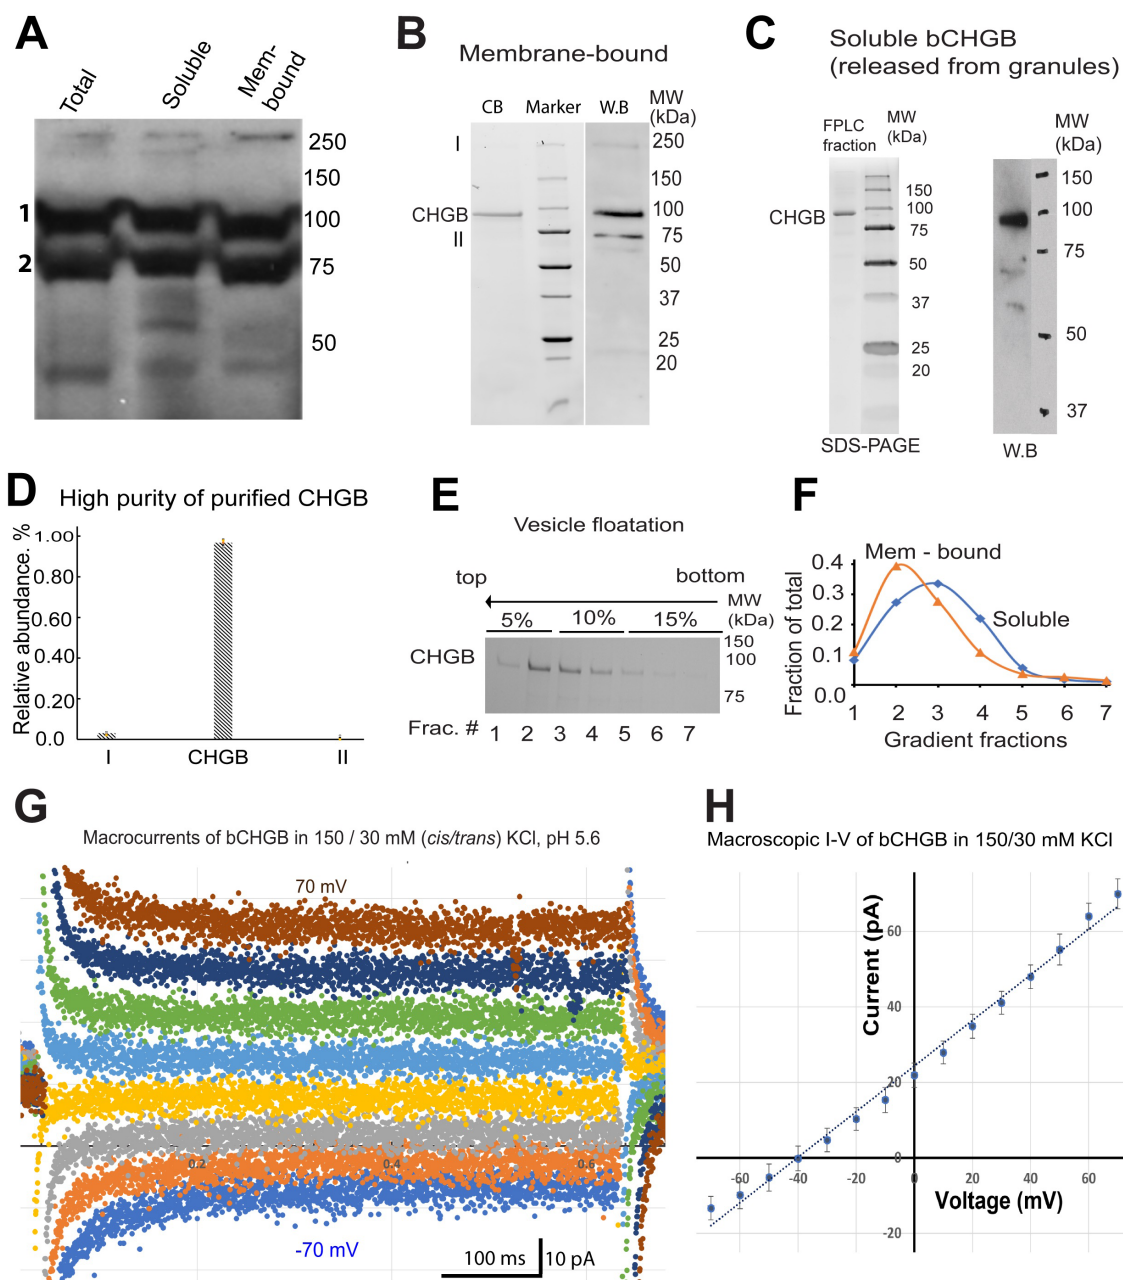 A
Total
Soluble
Mem-
bound
250
150
1
100
2
75
50
B
Membrane-bound
CB
Marker
W.B
MW
(kDa)
I
250
150
CHGB
100
II
75
50
37
25
20
C
Soluble bCHGB
(released from granules)
FPLC
fraction
MW
(kDa)
CHGB
150
100
75
50
37
25
20
SDS-PAGE
MW
(kDa)
150
100
75
50
37
W.B
D
High purity of purified CHGB
Relative abundance. %
1.00
0.80
0.60
0.40
0.20
0.0
I
CHGB
II
E
Vesicle floatation
top
bottom
5%
10%
15%
MW
(kDa)
150
CHGB
100
75
Frac. # 1 2 3 4 5 6 7
F
Mem - bound
Soluble
Fraction of total
0.4
0.3
0.2
0.1
0.0
1 2 3 4 5 6 7
Gradient fractions
G
Macrocurrents of bCHGB in 150 / 30 mM (cis/trans) KCl, pH 5.6
70 mV
0.2
0.4
0.6
-70 mV
100 ms
10 pA
H
Macroscopic I-V of bCHGB in 150/30 mM KCl
Current (pA)
60
40
20
0
-20
-60
-40
-20
0
20
40
60
Voltage (mV)